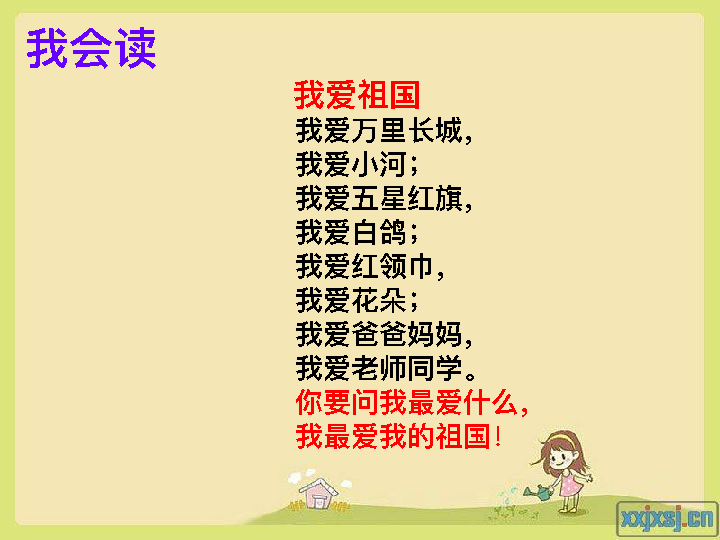 我会读
我爱祖国
我爱万里长城，
我爱小河；
我爱五星红旗，
我爱白鸽；
我爱红领巾，
我爱花朵；
我爱爸爸妈妈，
我爱老师同学。
你要问我最爱什么，
我最爱我的祖国！
xxjxsj.cn